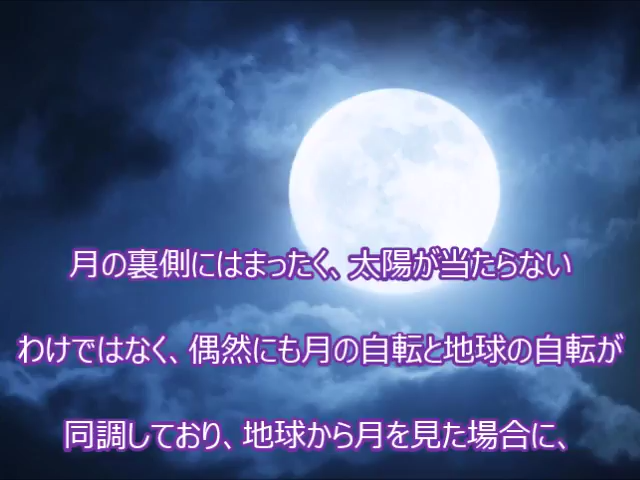 月の裏側にはまったく、太陽が当たらない
わけではなく、偶然にも月の自転と地球の自転が
同調しており、地球から月を見た場合に、